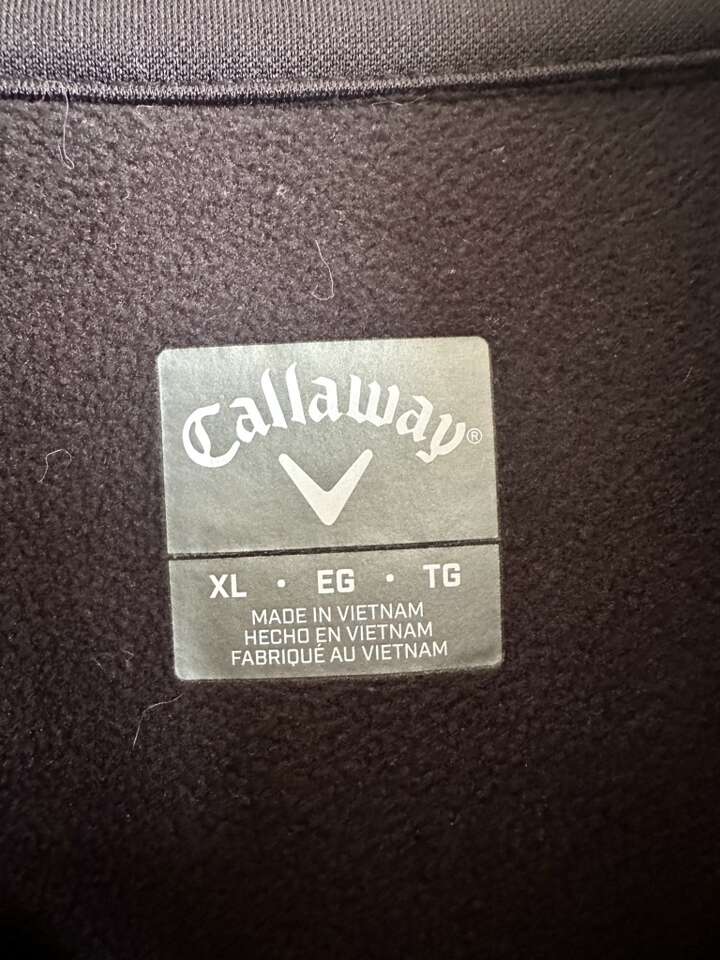 Callaway®
XL • EG • TG
MADE IN VIETNAM
HECHO EN VIETNAM
FABRIQUÉ AU VIETNAM